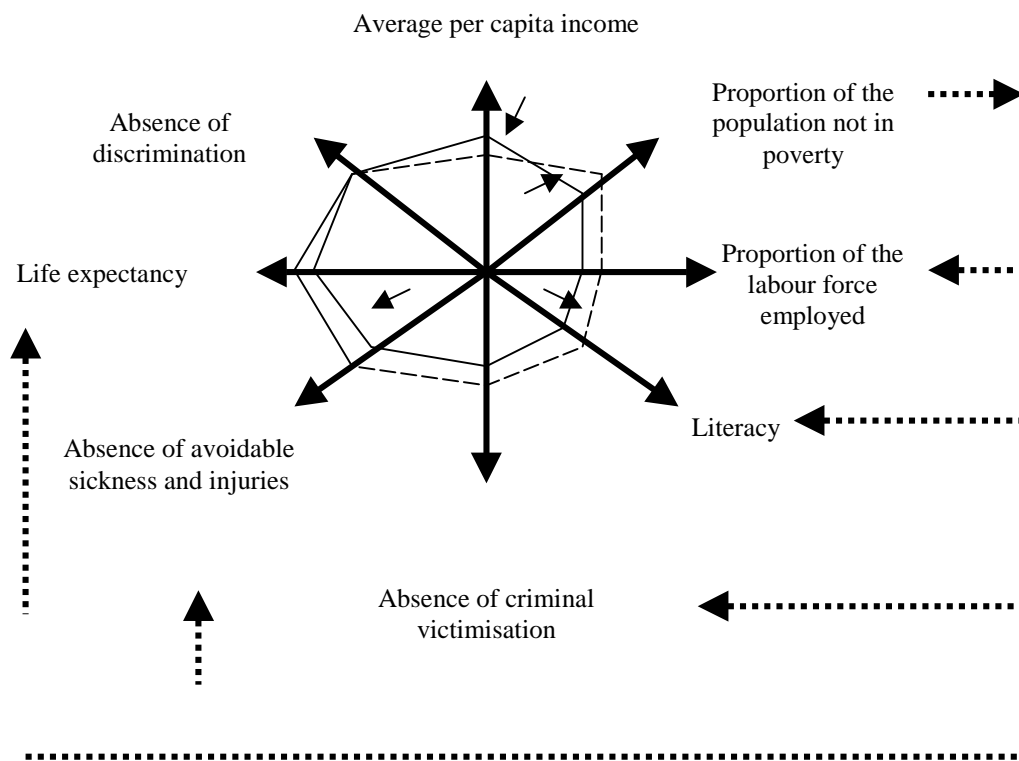 Average per capita income
Proportion of the
population not in
poverty
Absence of
discrimination
Proportion of the
labour force
employed
Life expectancy
Literacy
Absence of avoidable
sickness and injuries
Absence of criminal
victimisation